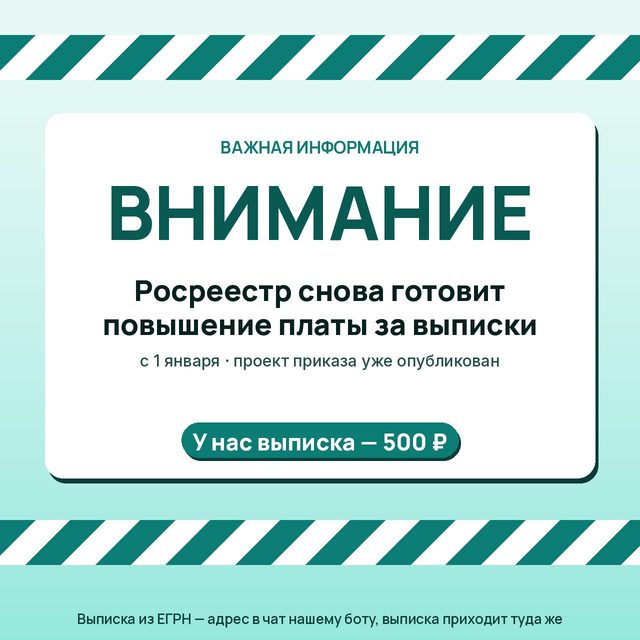 ВАЖНАЯ ИНФОРМАЦИЯ
ВНИМАНИЕ
Росреестр снова готовит
повышение платы за выписки
с 1 января · проект приказа уже опубликован
У нас выписка — 500 ₽
Выписка из ЕГРН — адрес в чат нашему боту, выписка приходит туда же